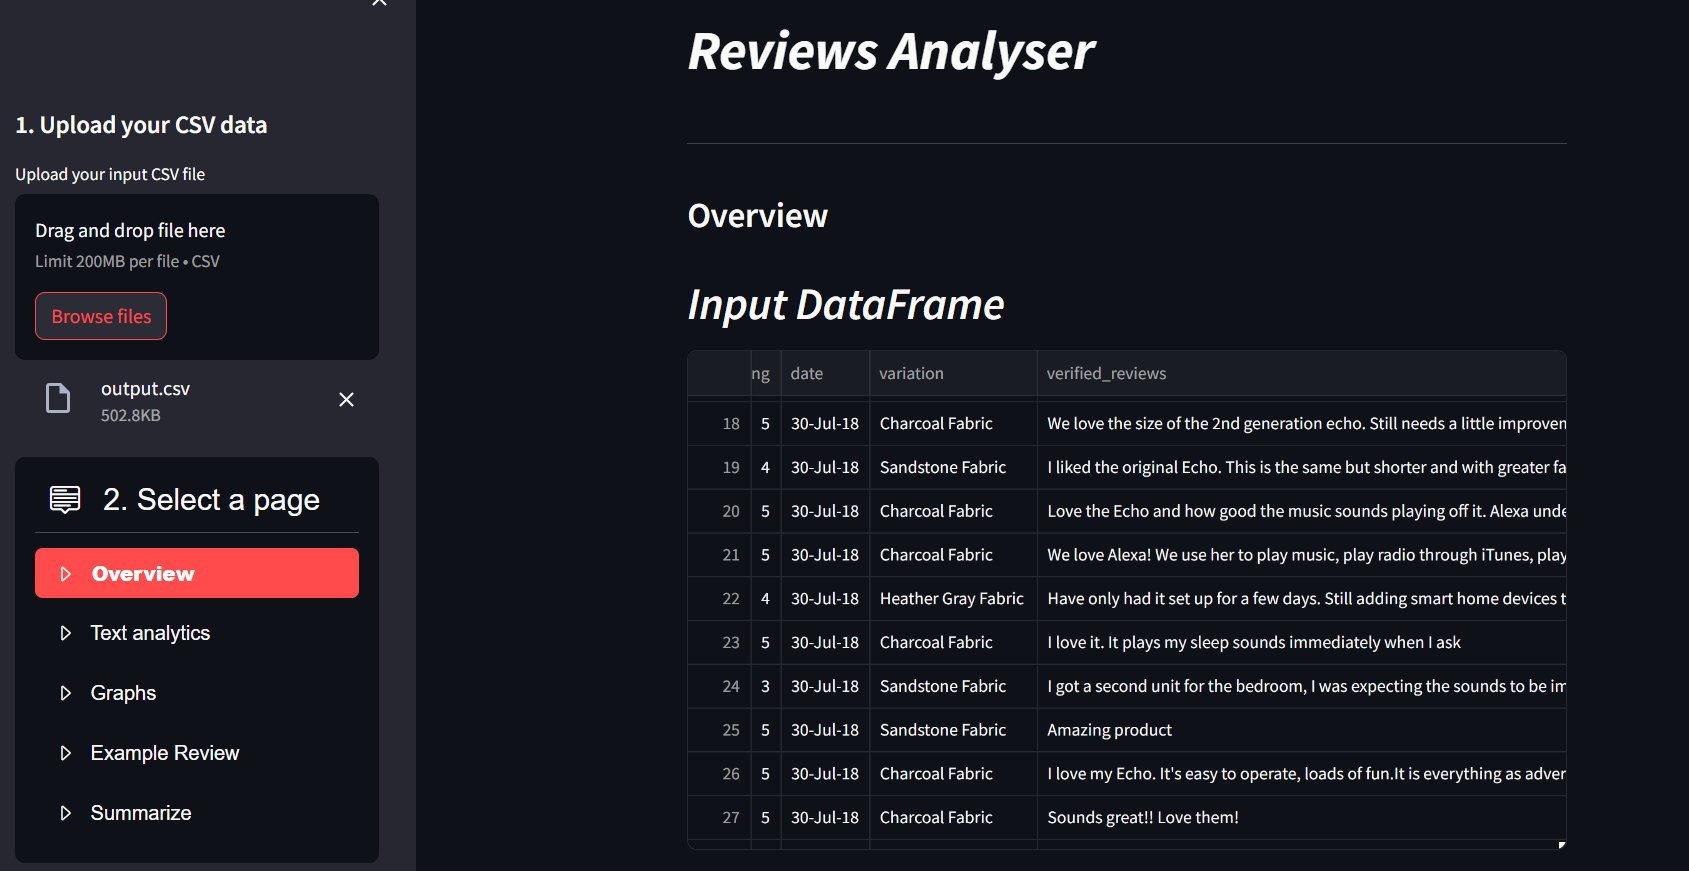 1. Upload your CSV data
Upload your input CSV file
Drag and drop file here
Limit 200MB per file • CSV
Browse files
output.csv
502.8KB
2. Select a page
Overview
Text analytics
Graphs
Example Review
Summarize
Reviews Analyser
Overview
Input DataFrame
ng date variation verified_reviews
18 5 30-Jul-18 Charcoal Fabric We love the size of the 2nd generation echo. Still needs a little improven
19 4 30-Jul-18 Sandstone Fabric I liked the original Echo. This is the same but shorter and with greater fa
20 5 30-Jul-18 Charcoal Fabric Love the Echo and how good the music sounds playing off it. Alexa unde
21 5 30-Jul-18 Charcoal Fabric We love Alexa! We use her to play music, play radio through iTunes, play
22 4 30-Jul-18 Heather Gray Fabric Have only had it set up for a few days. Still adding smart home devices t
23 5 30-Jul-18 Charcoal Fabric I love it. It plays my sleep sounds immediately when I ask
24 3 30-Jul-18 Sandstone Fabric I got a second unit for the bedroom, I was expecting the sounds to be im
25 5 30-Jul-18 Sandstone Fabric Amazing product
26 5 30-Jul-18 Charcoal Fabric I love my Echo. It's easy to operate, loads of fun.It is everything as adver
27 5 30-Jul-18 Charcoal Fabric Sounds great!! Love them!